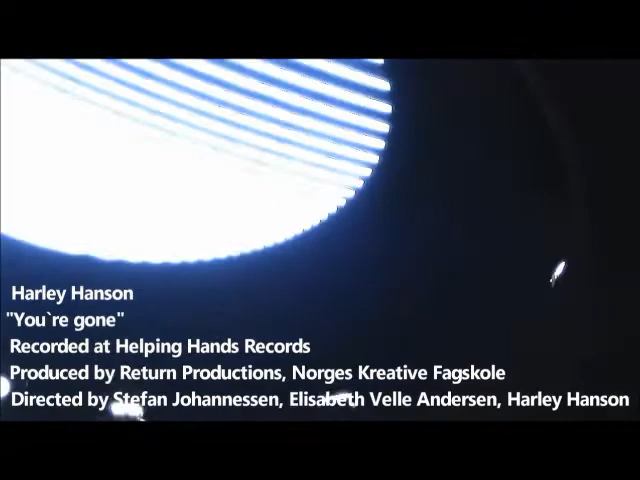 Harley Hanson
"You`re gone"
Recorded at Helping Hands Records
Produced by Return Productions, Norges Kreative Fagskole
Directed by Stefan Johannessen, Elisabeth Velle Andersen, Harley Hanson